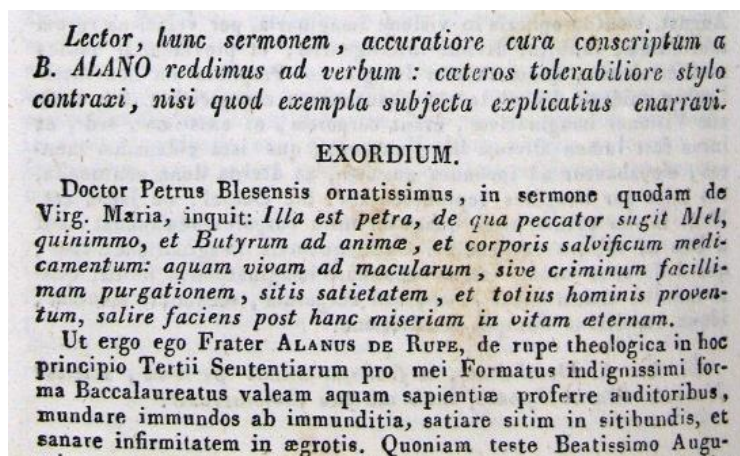 Lector, hunc sermonem, accuratiore cura conscriptum a
B. ALANO reddimus ad verbum : cæteros tolerabiliore stylo
contraxi, nisi quod exempla subjecta explicatius enarravi.
EXORDIUM.
Doctor Petrus Blesensis ornatissimus, in sermone quodam de
Virg. Maria, inquit: Illa est petra, de qua peccator sugit Mel,
quinimmo, et Butyrum ad animæ, et corporis salvificum medi-
camentum: aquam vivam ad macularum, sive criminum facilli-
mam purgationem, sitis satietatem, et totius hominis proven-
tum, salire faciens post hanc miseriam in vitam æternam.
Ut ergo ego Frater ALANUS DE RUPE, de rupe theologica in hoc
principio Tertii Sententiarum pro mei Formatus indignissimi for-
ma Baccalaureatus valeam aquam sapientiæ proferre auditoribus,
mundare immundos ab immunditia, satiare sitim in sitibundis, et
sanare infirmitatem in ægrotis. Quoniam teste Beatissimo Augu-